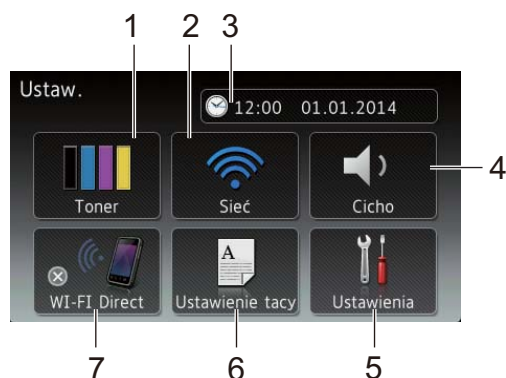 1 2 3
Ustaw.
12:00 01.01.2014
4
Toner Sieć Cicho
A
WI-FI Direct Ustawienie tacy Ustawienia
7 6 5